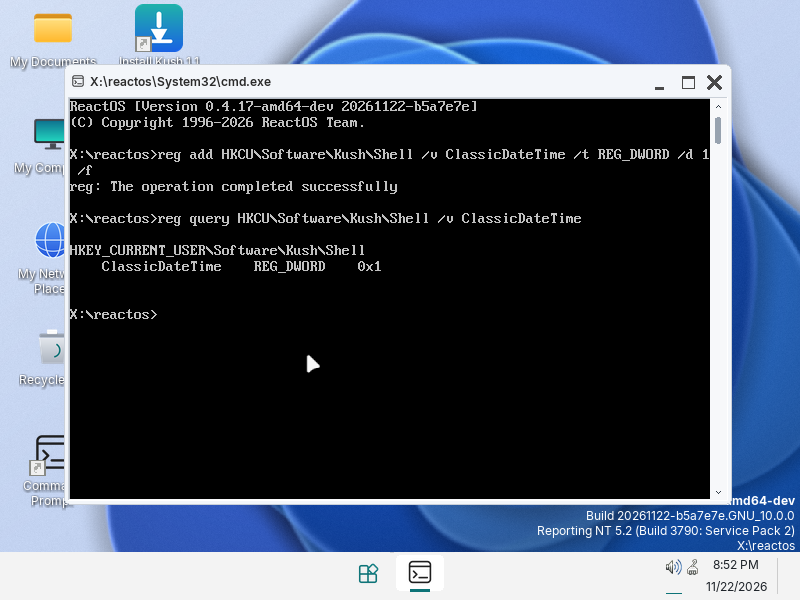 My Documents
Install Kush 1.1
X:\reactos\System32\cmd.exe
ReactOS [Version 0.4.17-amd64-dev 20261122-b5a7e7e]
(C) Copyright 1996-2026 ReactOS Team.
X:\reactos>reg add HKCU\Software\Kush\Shell /v ClassicDateTime /t REG_DWORD /d 1
/f
reg: The operation completed successfully
X:\reactos>reg query HKCU\Software\Kush\Shell /v ClassicDateTime
HKEY_CURRENT_USER\Software\Kush\Shell
ClassicDateTime    REG_DWORD    0x1
X:\reactos>
My Com
My Netw
Place
Recycle
Comma
Promp
md64-dev
Build 20261122-b5a7e7e.GNU_10.0.0
Reporting NT 5.2 (Build 3790: Service Pack 2)
X:\reactos
8:52 PM
11/22/2026